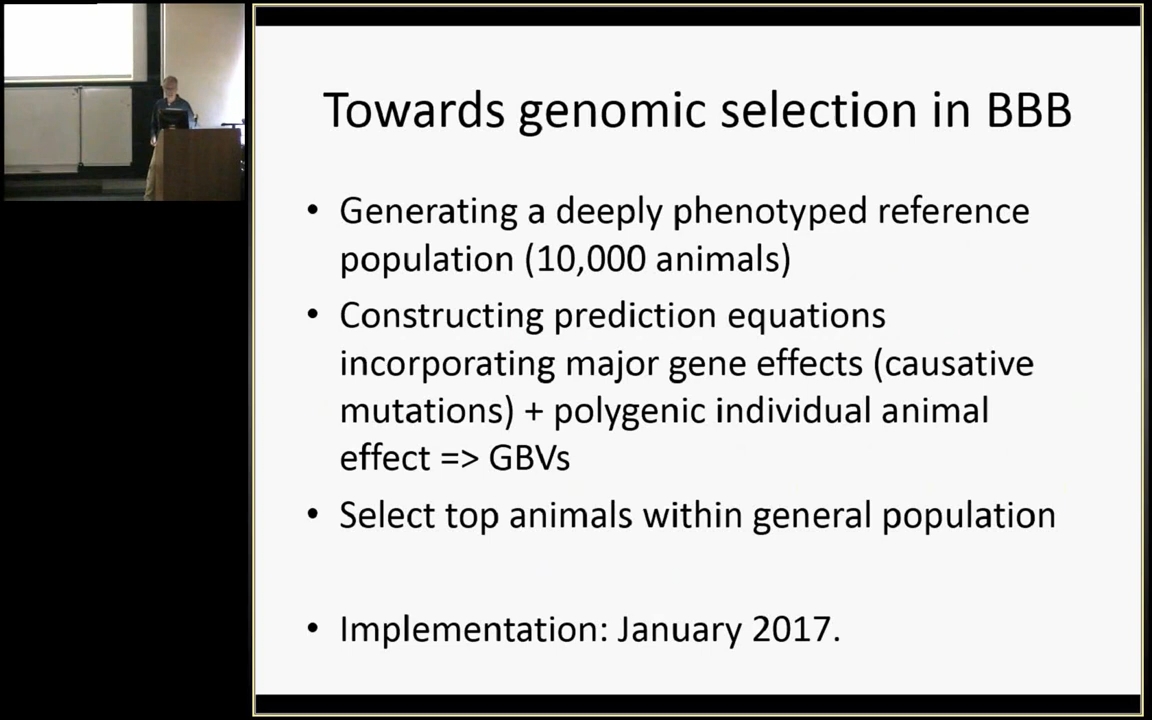 Towards genomic selection in BBB
• Generating a deeply phenotyped reference
population (10,000 animals)
• Constructing prediction equations
incorporating major gene effects (causative
mutations) + polygenic individual animal
effect => GBVs
• Select top animals within general population
• Implementation: January 2017.